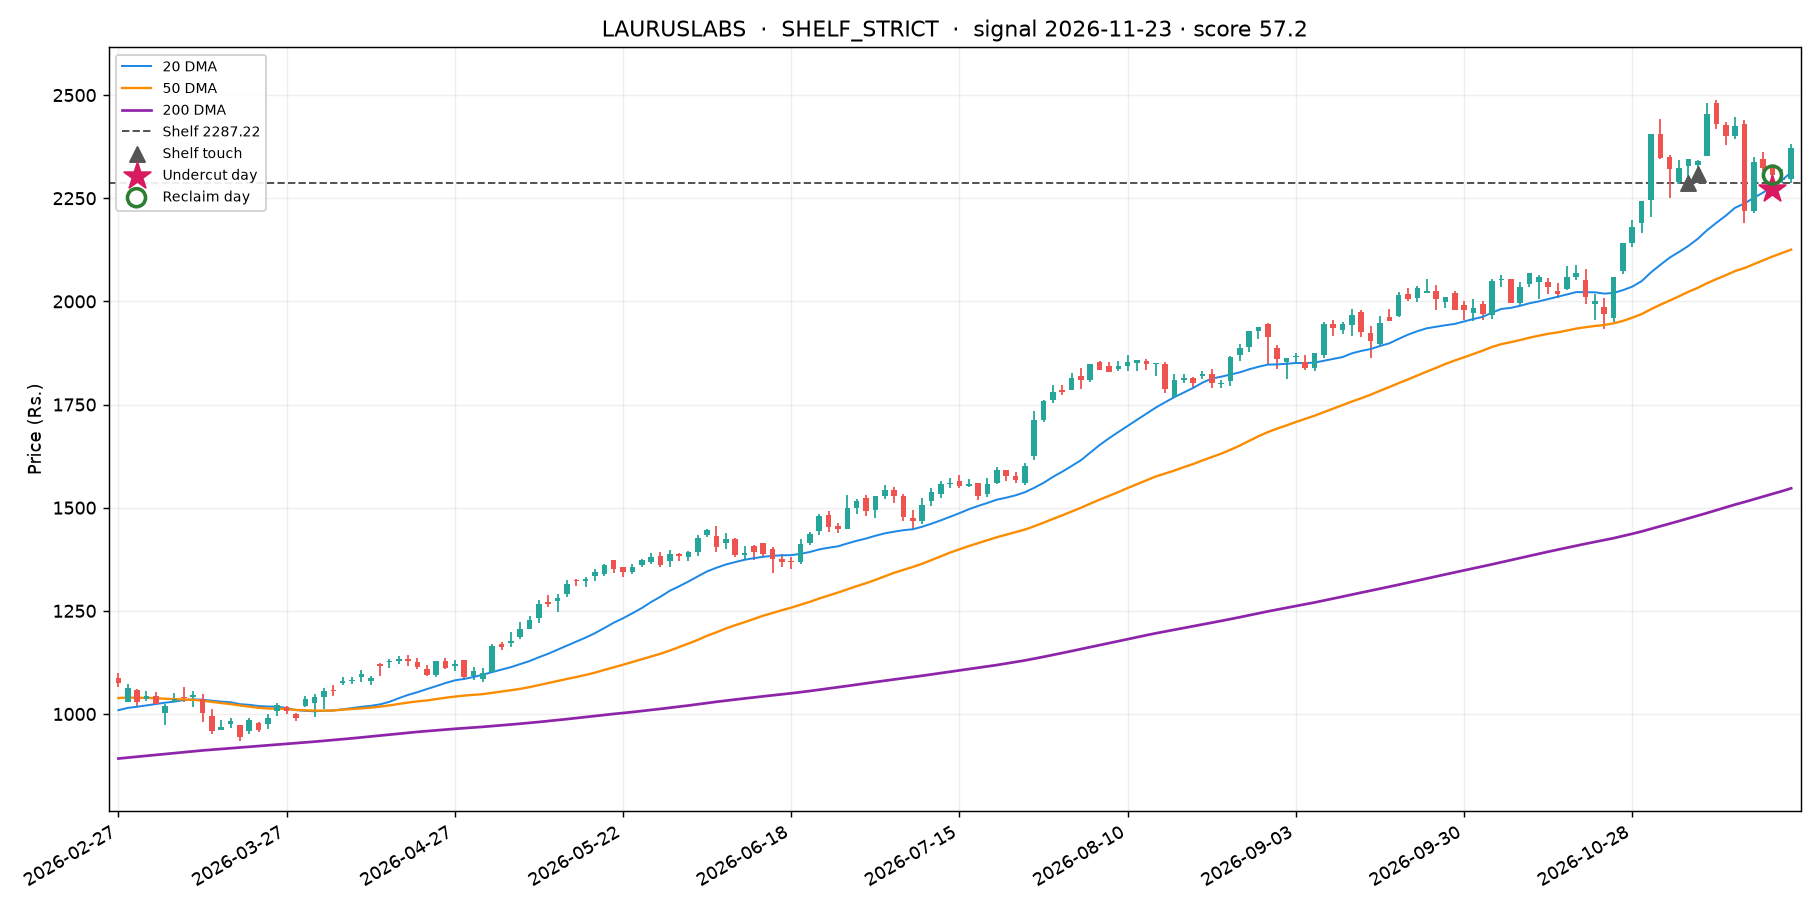 LAURUSLABS · SHELF_STRICT · signal 2026-11-23 · score 57.2
20 DMA
50 DMA
200 DMA
Shelf 2287.22
Shelf touch
Undercut day
Reclaim day
Price (Rs.)
2500
2250
2000
1750
1500
1250
1000
2026-02-27
2026-03-27
2026-04-27
2026-05-22
2026-06-18
2026-07-15
2026-08-10
2026-09-03
2026-09-30
2026-10-28